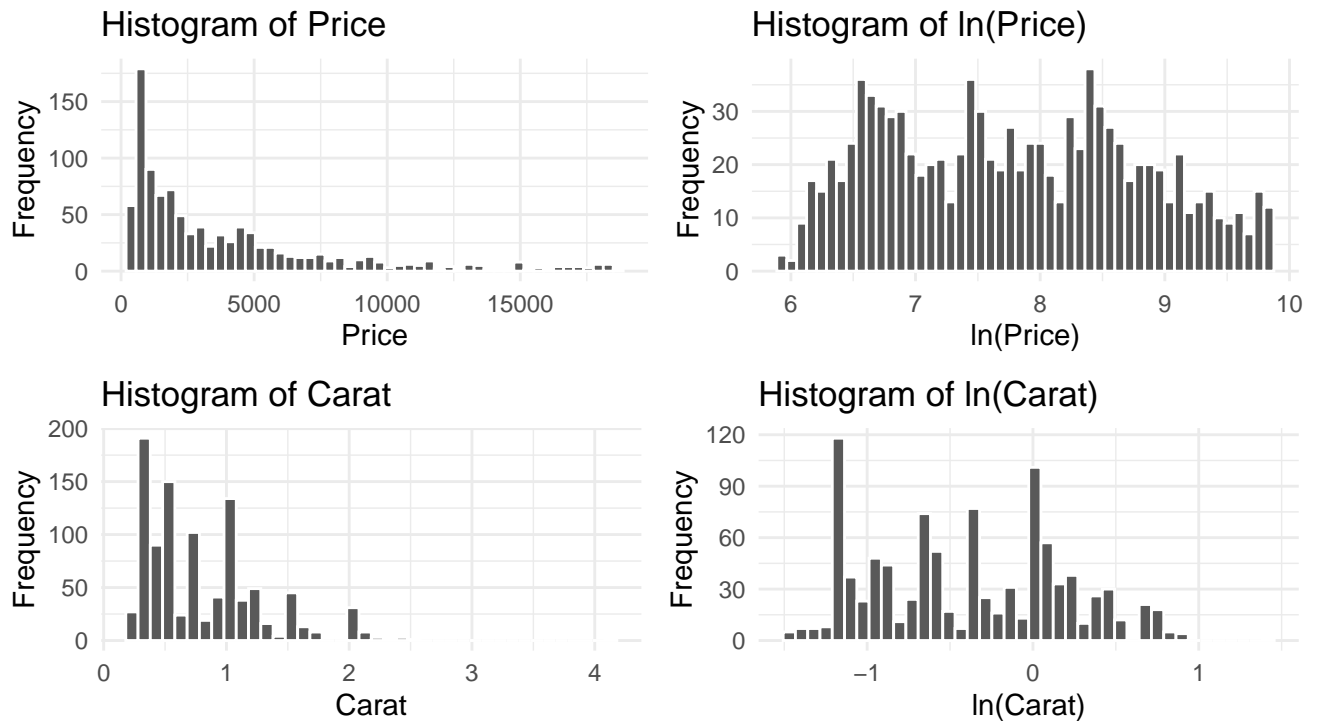 Histogram of Price
Frequency
150
100
50
0
0 5000 10000 15000
Price
Histogram of ln(Price)
Frequency
30
20
10
0
6 7 8 9 10
ln(Price)
Histogram of Carat
Frequency
200
150
100
50
0
0 1 2 3 4
Carat
Histogram of ln(Carat)
Frequency
120
90
60
30
0
−1 0 1
ln(Carat)